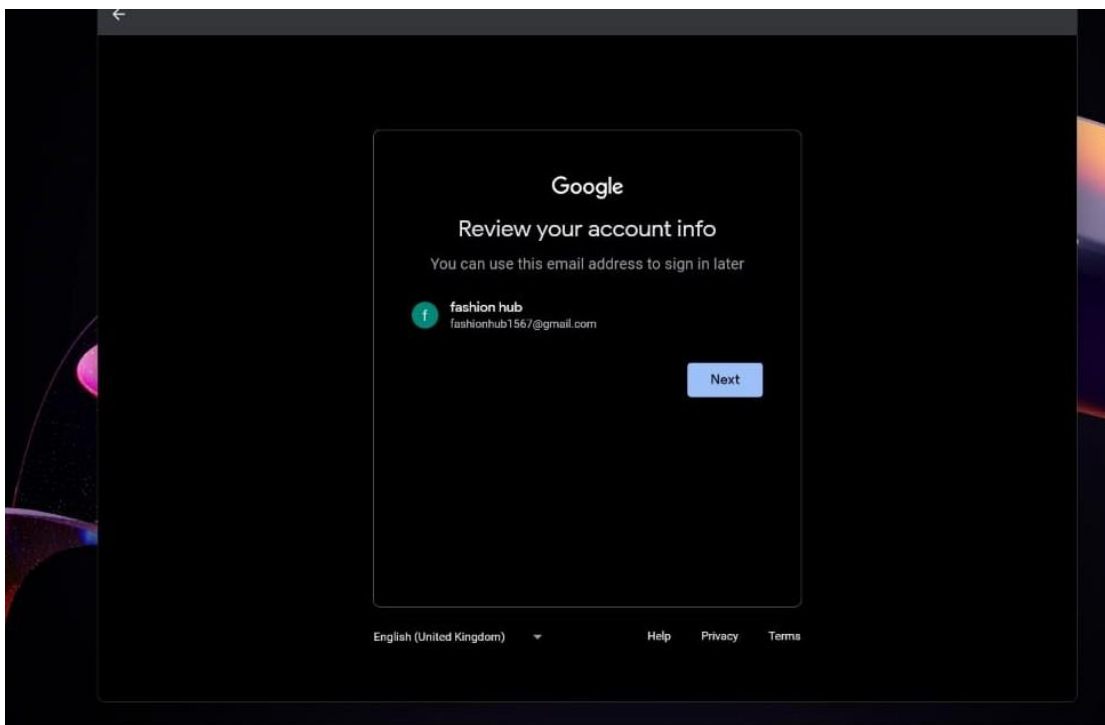 Google
Review your account info
You can use this email address to sign in later
f
fashion hub
fashionhub1567@gmail.com
Next
English (United Kingdom)
Help Privacy Terms